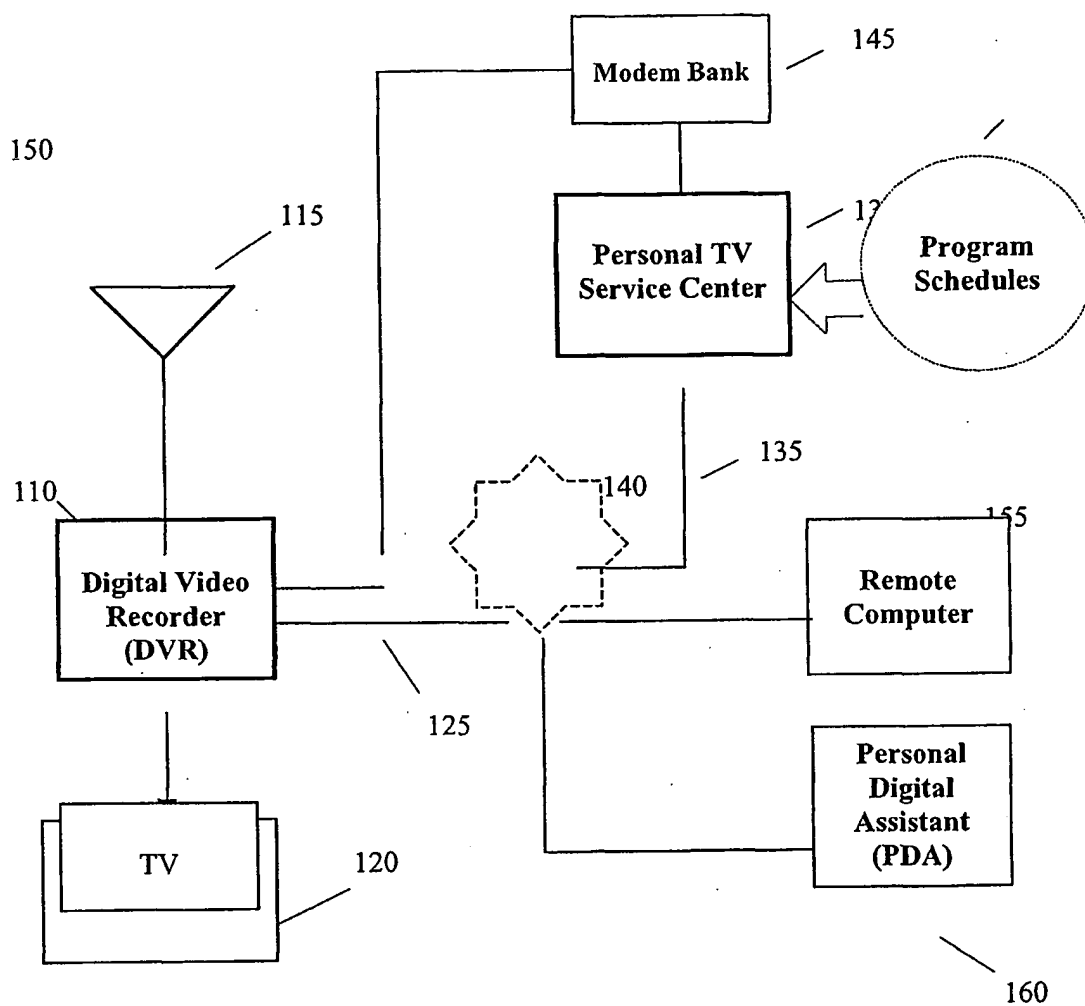 145
Modem Bank
150
115
Personal TV
Service Center
Program
Schedules
135
110
140
155
Digital Video
Recorder
(DVR)
Remote
Computer
125
Personal
Digital
Assistant
(PDA)
TV
120
160